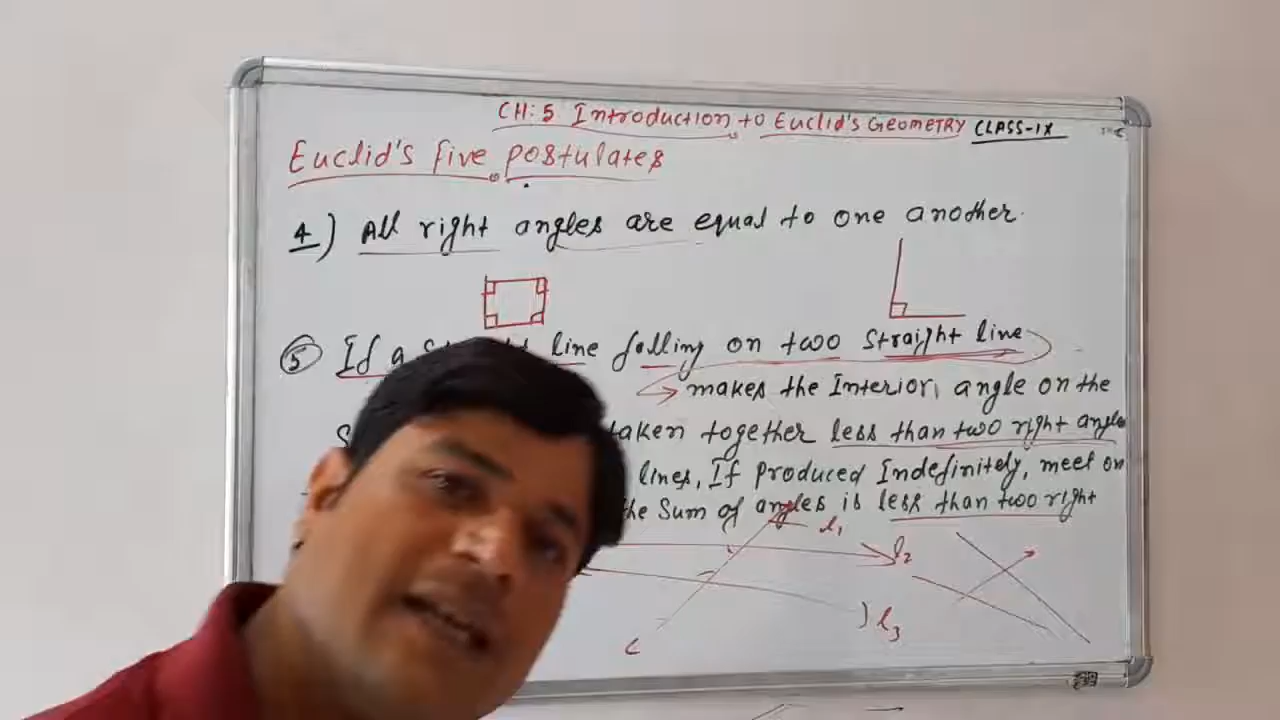 CH: 5 Introduction to Euclid's GEOMETRY CLASS-IX
Euclid's five postulates
4) All right angles are equal to one another.
5 If a line falling on two straight line
makes the Interior, angle on the
taken together less than two right angles
lines, If produced Indefinitely, meet on
the sum of angles is less than two right
l1
l2
l3